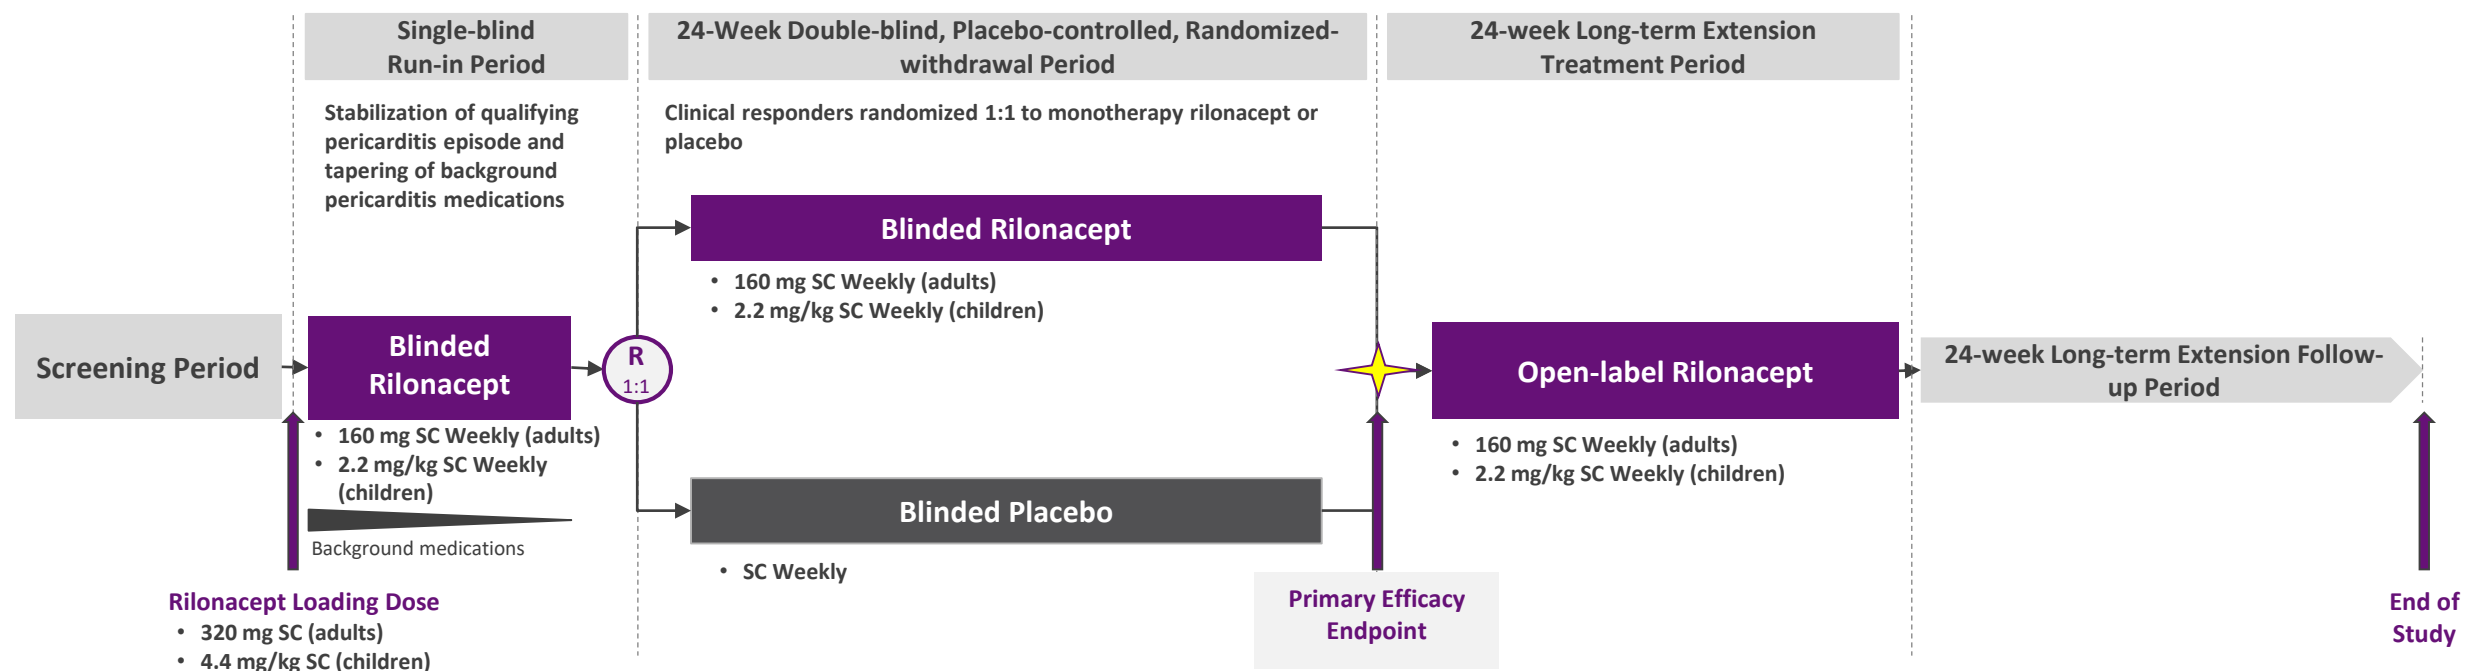 Single-blind
Run-in Period
24-Week Double-blind, Placebo-controlled, Randomized-
withdrawal Period
24-week Long-term Extension
Treatment Period
Stabilization of qualifying
pericarditis episode and
tapering of background
pericarditis medications
Clinical responders randomized 1:1 to monotherapy rilonacept or
placebo
Blinded Rilonacept
• 160 mg SC Weekly (adults)
• 2.2 mg/kg SC Weekly (children)
Screening Period
Blinded
Rilonacept
R
1:1
• 160 mg SC Weekly (adults)
• 2.2 mg/kg SC Weekly
(children)
Background medications
Open-label Rilonacept
• 160 mg SC Weekly (adults)
• 2.2 mg/kg SC Weekly (children)
24-week Long-term Extension Follow-
up Period
Blinded Placebo
• SC Weekly
Rilonacept Loading Dose
• 320 mg SC (adults)
• 4.4 mg/kg SC (children)
Primary Efficacy
Endpoint
End of
Study